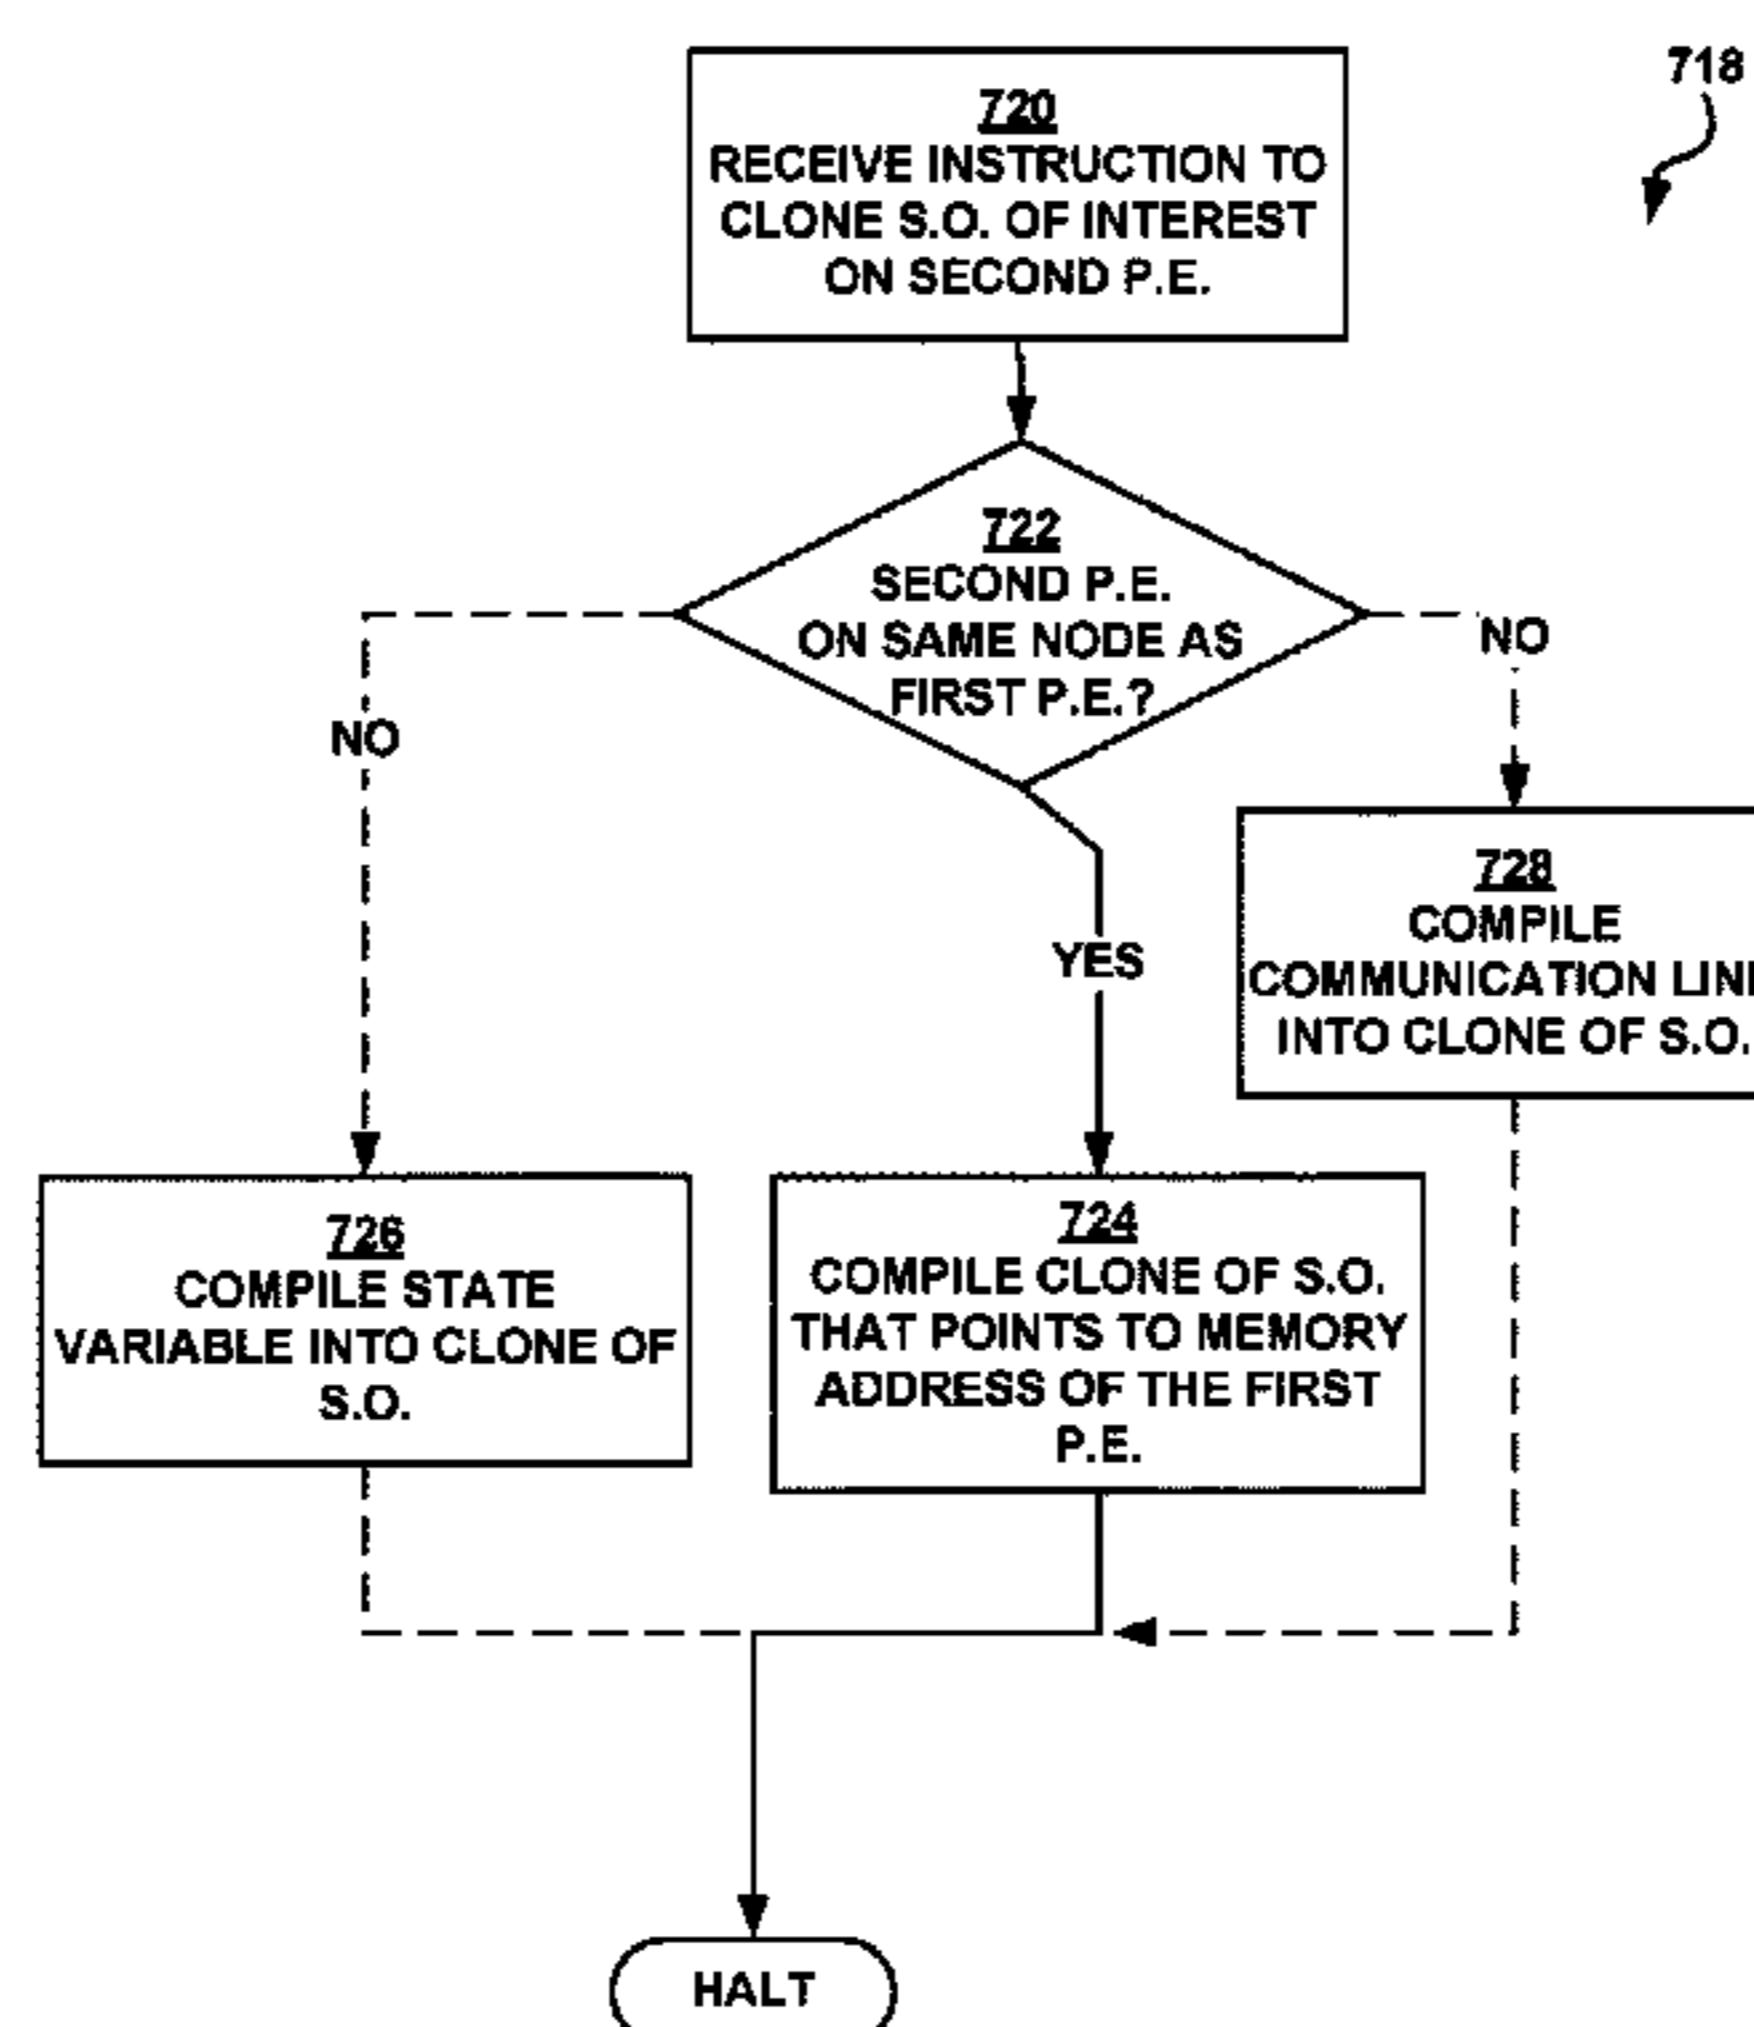 718
720
RECEIVE INSTRUCTION TO
CLONE S.O. OF INTEREST
ON SECOND P.E.
722
SECOND P.E.
ON SAME NODE AS
FIRST P.E.?
NO
NO
728
COMPILE
COMMUNICATION
INTO CLONE OF S.O.
YES
726
COMPILE STATE
VARIABLE INTO CLONE OF
S.O.
724
COMPILE CLONE OF S.O.
THAT POINTS TO MEMORY
ADDRESS OF THE FIRST
P.E.
HALT